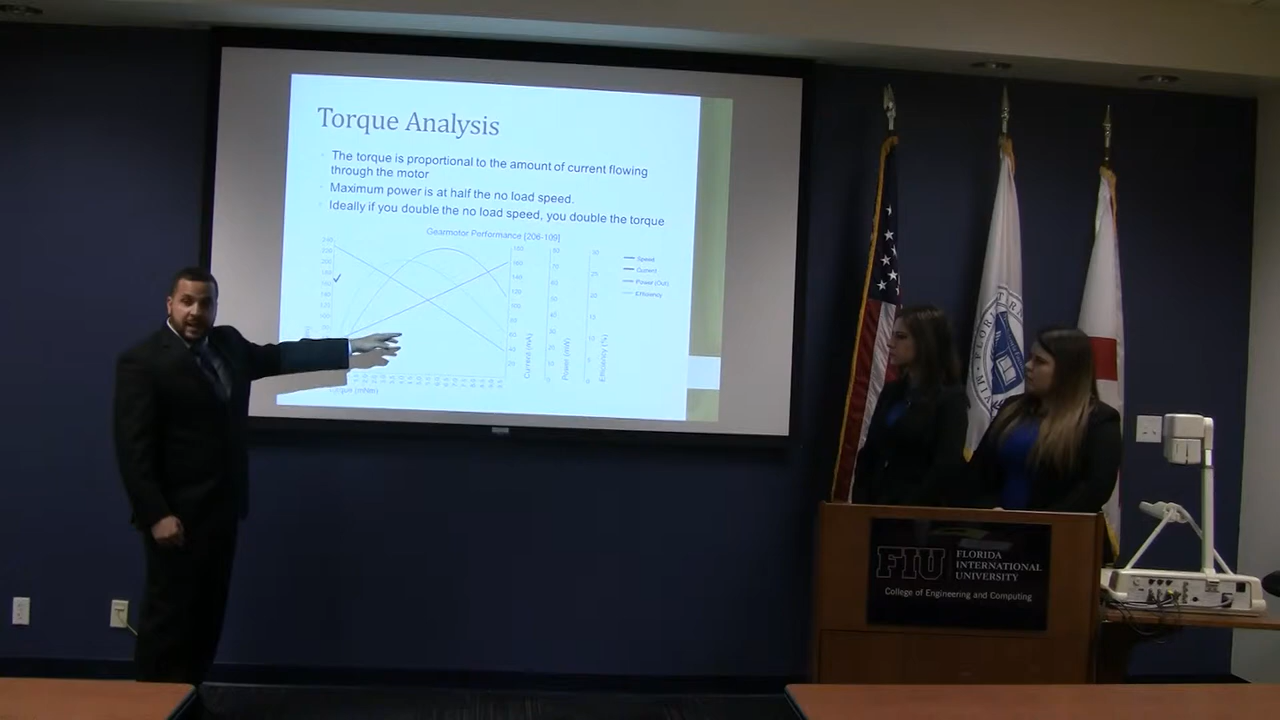 Torque Analysis
The torque is proportional to the amount of current flowing
through the motor
Maximum power is at half the no load speed.
Ideally if you double the no load speed, you double the torque
Gearmotor Performance [206-109]
Speed
Current
Power (Out)
Efficiency
Current (mA)
Power (mW)
Efficiency (%)
FIU
FLORIDA
INTERNATIONAL
UNIVERSITY
College of Engineering and Computing